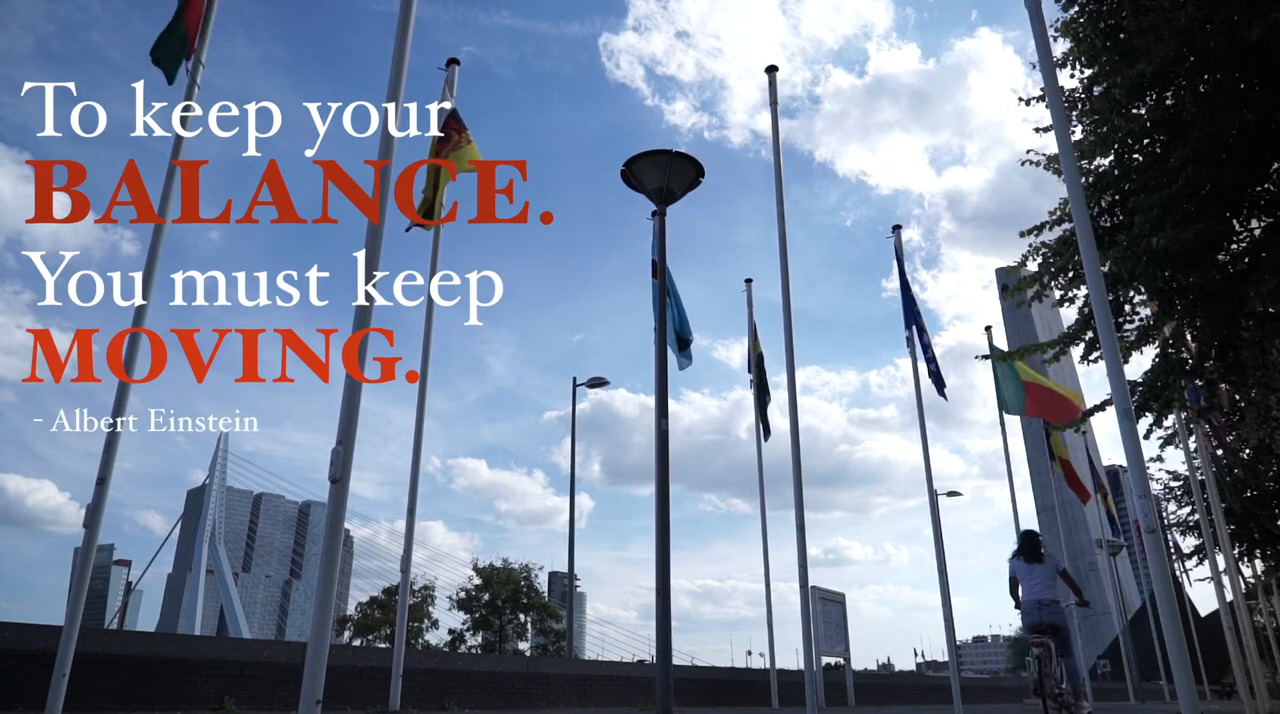 To keep your
BALANCE.
You must keep
MOVING.
- Albert Einstein